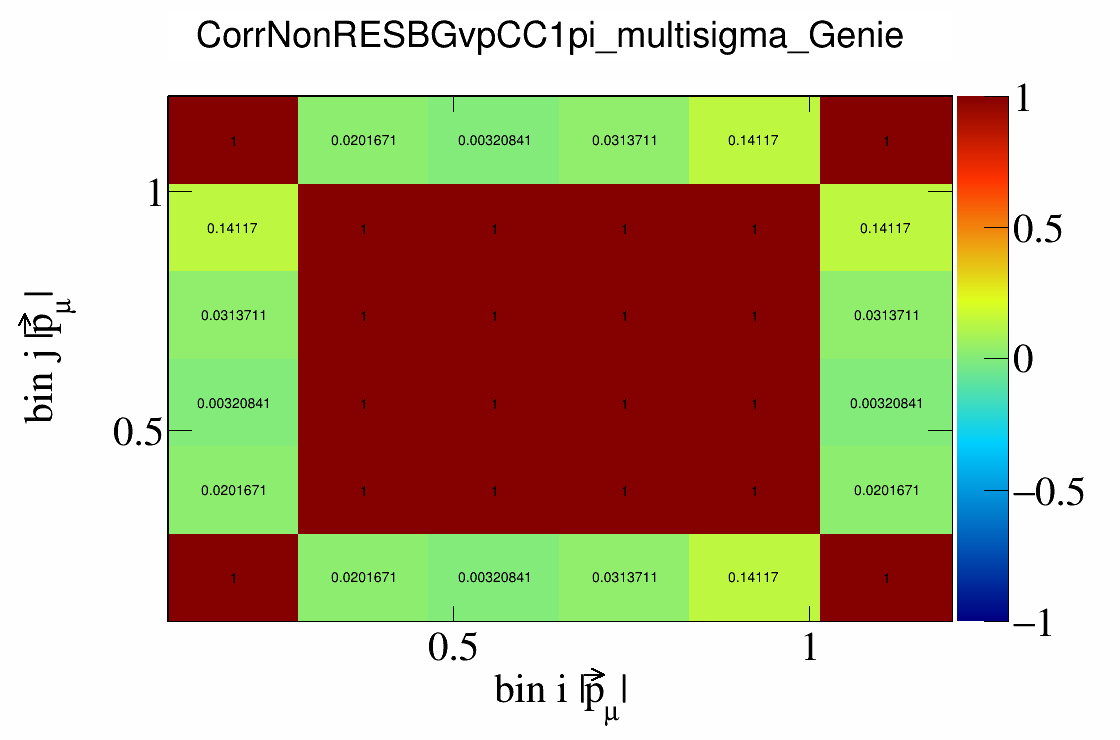 CorrNonRESBGvpCC1pi_multisigma_Genie
1 0.0201671 0.00320841 0.0313711 0.14117 1
0.14117 1 1 1 1 0.14117
0.0313711 1 1 1 1 0.0313711
0.00320841 1 1 1 1 0.00320841
0.0201671 1 1 1 1 0.0201671
1 0.0201671 0.00320841 0.0313711 0.14117 1
1
0.5
bin j |p⃗_μ|
0.5 1
bin i |p⃗_μ|
1
0.5
0
−0.5
−1